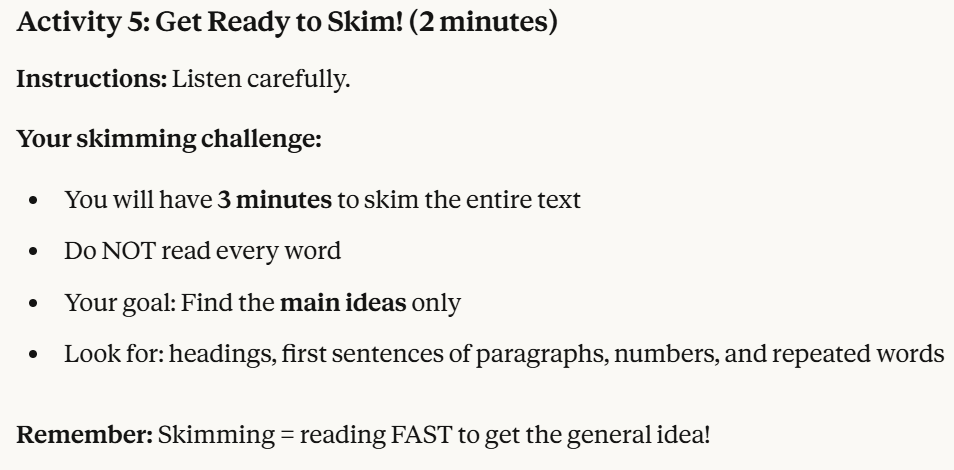 Activity 5: Get Ready to Skim! (2 minutes)
Instructions: Listen carefully.
Your skimming challenge:
• You will have 3 minutes to skim the entire text
• Do NOT read every word
• Your goal: Find the main ideas only
• Look for: headings, first sentences of paragraphs, numbers, and repeated words
Remember: Skimming = reading FAST to get the general idea!